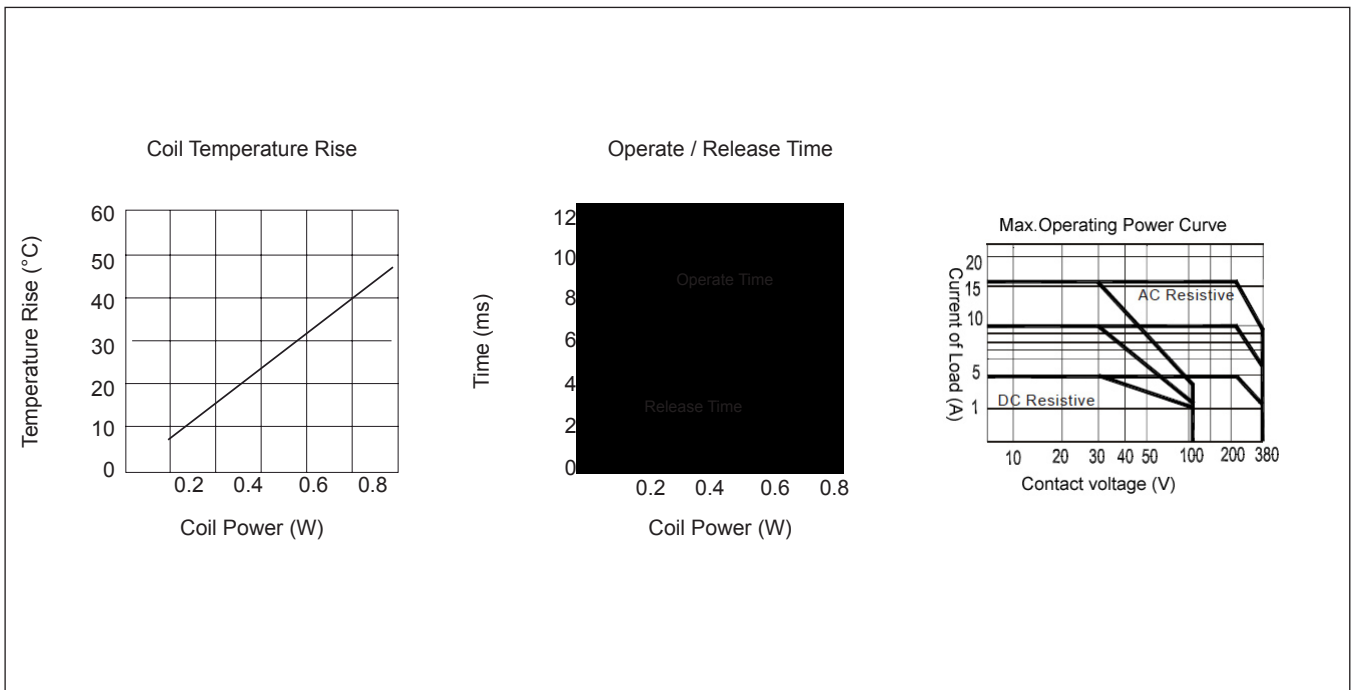 Coil Temperature Rise
Temperature Rise (°C)
60
50
40
30
20
10
0
0.2 0.4 0.6 0.8
Coil Power (W)
Operate / Release Time
Time (ms)
12
10
8
6
4
2
0
Operate Time
Release Time
0.2 0.4 0.6 0.8
Coil Power (W)
Max.Operating Power Curve
Current of Load (A)
20
15
10
5
1
AC Resistive
DC Resistive
10 20 30 40 50 100 200 380
Contact voltage (V)